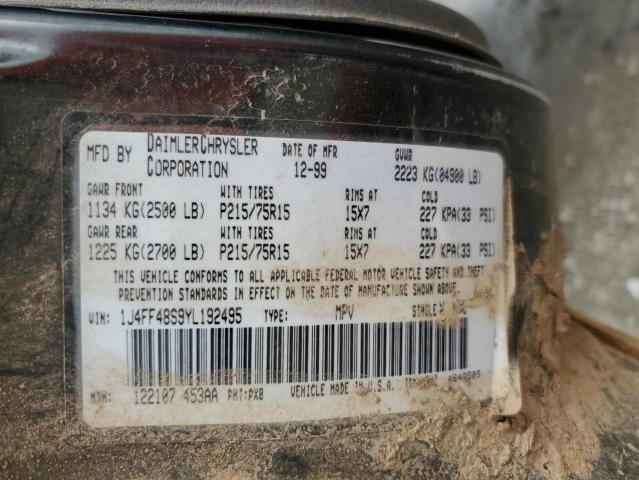 MFD BY DAIMLERCHRYSLER CORPORATION DATE OF MFR 12-99 GVWR 2223 KG(04900 LB)
GAWR FRONT WITH TIRES RIMS AT COLD
1134 KG(2500 LB) P215/75R15 15X7 227 KPA(33 PSI)
GAWR REAR WITH TIRES RIMS AT COLD
1225 KG(2700 LB) P215/75R15 15X7 227 KPA(33 PSI)
THIS VEHICLE CONFORMS TO ALL APPLICABLE FEDERAL MOTOR VEHICLE SAFETY AND THEFT
PREVENTION STANDARDS IN EFFECT ON THE DATE OF MANUFACTURE SHOWN ABOVE.
VIN: 1J4FF48S9YL192495 TYPE: MPV SINGLE X
MDH: 122107 453AA PNT:PX8 VEHICLE MADE IN U.S.A.